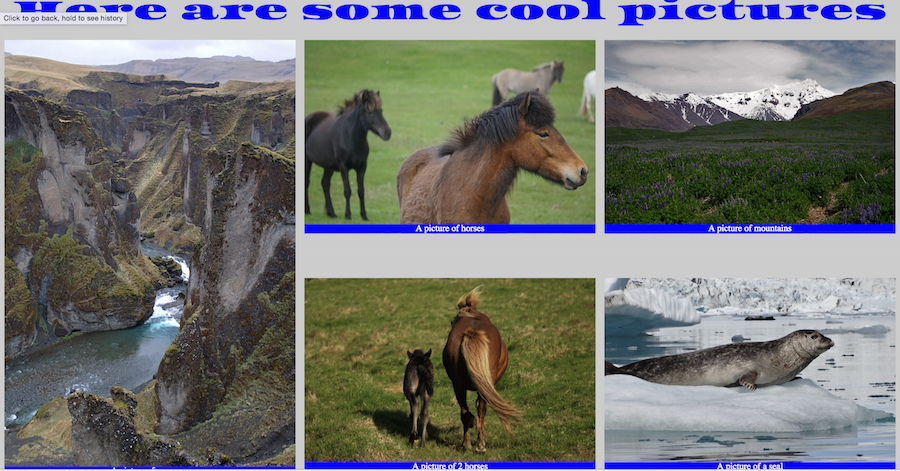 Here are some cool pictures
Click to go back, hold to see history
A picture of horses
A picture of mountains
A picture of 2 horses
A picture of a seal